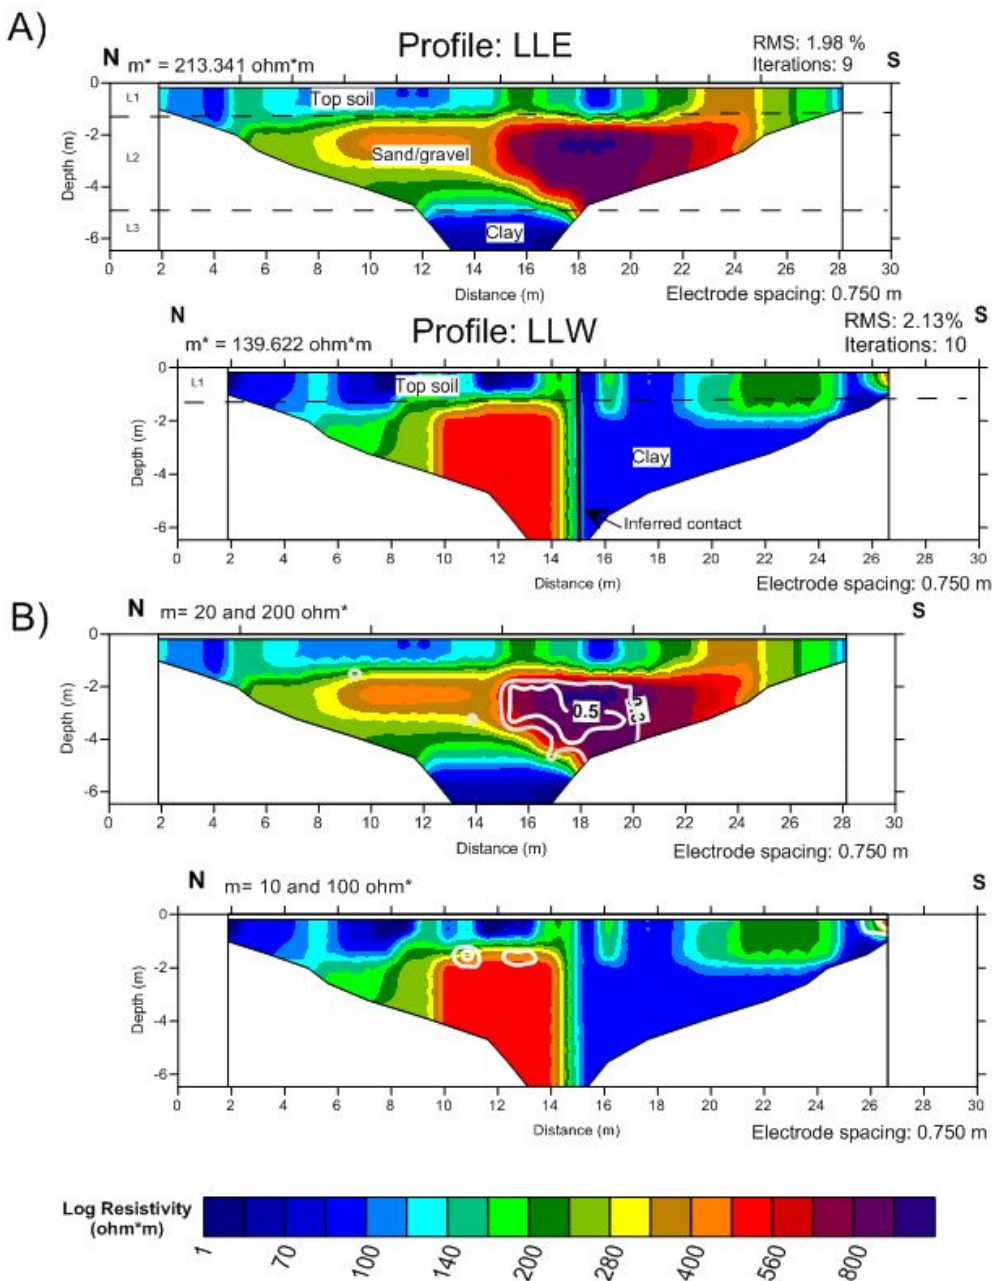 A)
Profile: LLE
RMS: 1.98 %
Iterations: 9
N m* = 213.341 ohm*m S
0
L1
Top soil
-2
L2
Sand/gravel
Depth (m)
-4
L3
Clay
-6
0 2 4 6 8 10 12 14 16 18 20 22 24 26 28 30
Distance (m)
Electrode spacing: 0.750 m
N S
Profile: LLW
RMS: 2.13%
Iterations: 10
m* = 139.622 ohm*m
0
L1
Top soil
-2
Depth (m)
Clay
-4
-6
Inferred contact
0 2 4 6 8 10 12 14 16 18 20 22 24 26 28 30
Distance (m)
Electrode spacing: 0.750 m
B)
N m= 20 and 200 ohm* S
0
-2
0.5
0.3
Depth (m)
-4
-6
0 2 4 6 8 10 12 14 16 18 20 22 24 26 28 30
Distance (m)
Electrode spacing: 0.750 m
N m= 10 and 100 ohm* S
0
-2
Depth (m)
-4
-6
0 2 4 6 8 10 12 14 16 18 20 22 24 26 28 30
Distance (m)
Electrode spacing: 0.750 m
Log Resistivity
(ohm*m)
1 70 100 140 200 280 400 560 800